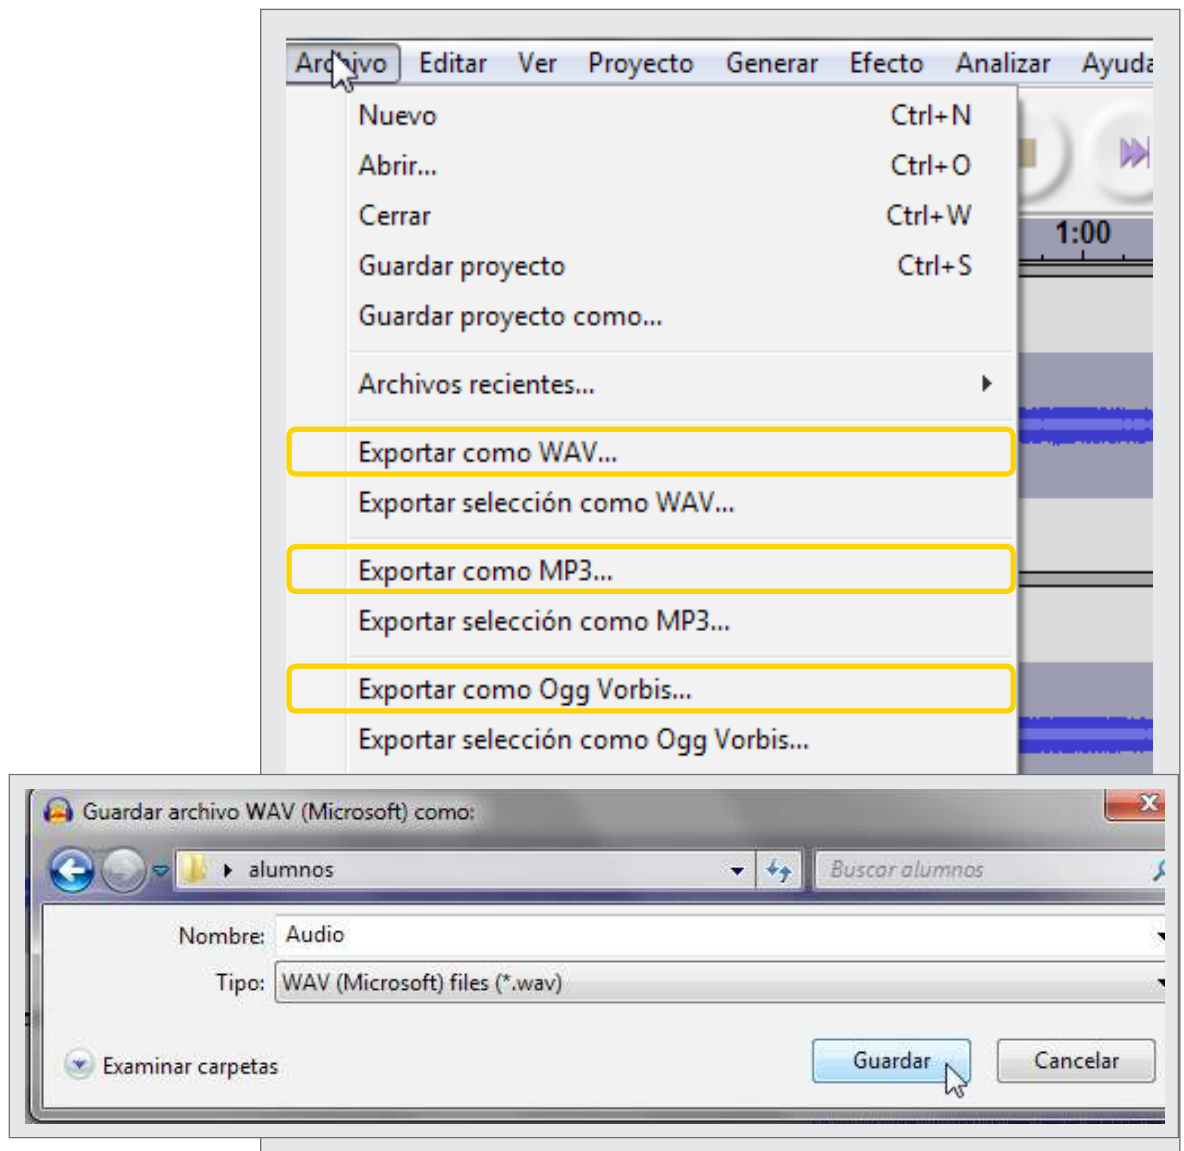 Archivo Editar Ver Proyecto Generar Efecto Analizar Ayuda
Nuevo Ctrl+N
Abrir... Ctrl+O
Cerrar Ctrl+W
Guardar proyecto Ctrl+S
Guardar proyecto como...
1:00
Archivos recientes...
Exportar como WAV...
Exportar selección como WAV...
Exportar como MP3...
Exportar selección como MP3...
Exportar como Ogg Vorbis...
Exportar selección como Ogg Vorbis...
Guardar archivo WAV (Microsoft) como:
alumnos
Buscar alumnos
Nombre: Audio
Tipo: WAV (Microsoft) files (*.wav)
Examinar carpetas
Guardar
Cancelar